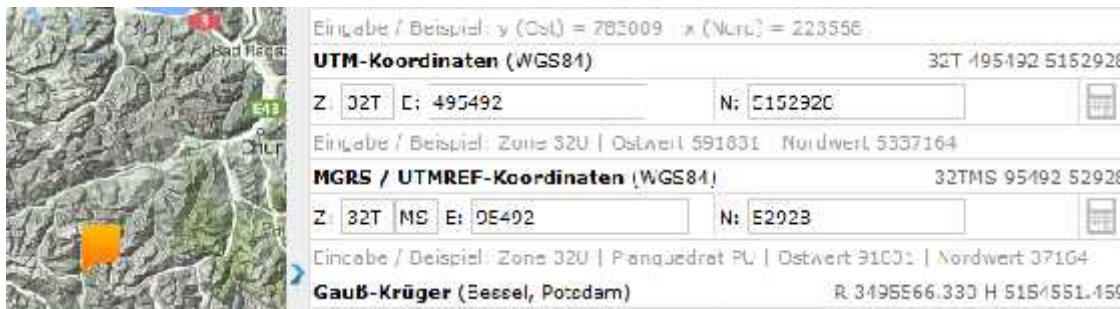 Bad Ragaz
E43
Chur
Eingabe / Beispiel: y (Ost) = 783009 | x (Nord) = 223556
UTM-Koordinaten (WGS84) 32T 495492 5152928
Z: 32T E: 495492 N: 5152928
Eingabe / Beispiel: Zone 32U | Ostwert 591831 | Nordwert 5337164
MGRS / UTMREF-Koordinaten (WGS84) 32TMS 95492 52928
Z: 32T MS E: 95492 N: 52928
Eingabe / Beispiel: Zone 32U | Planquadrat PU | Ostwert 91831 | Nordwert 37164
Gauß-Krüger (Bessel, Potsdam) R 3495566.330 H 5154551.459